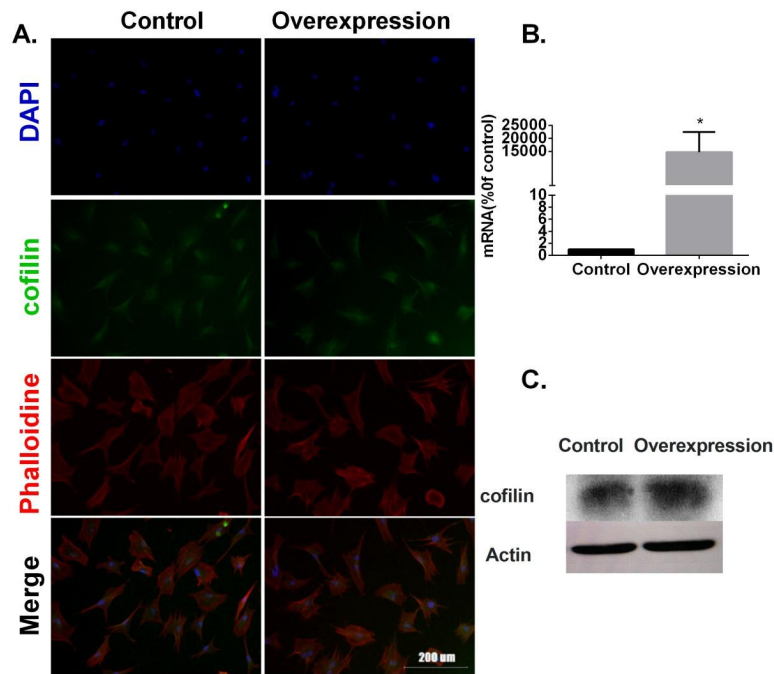 A.
Control
Overexpression
DAPI
cofilin
Phalloidine
Merge
200 um
B.
mRNA(%0f control)
25000
20000
15000
10
8
6
4
2
0
*
Control
Overexpression
C.
Control Overexpression
cofilin
Actin